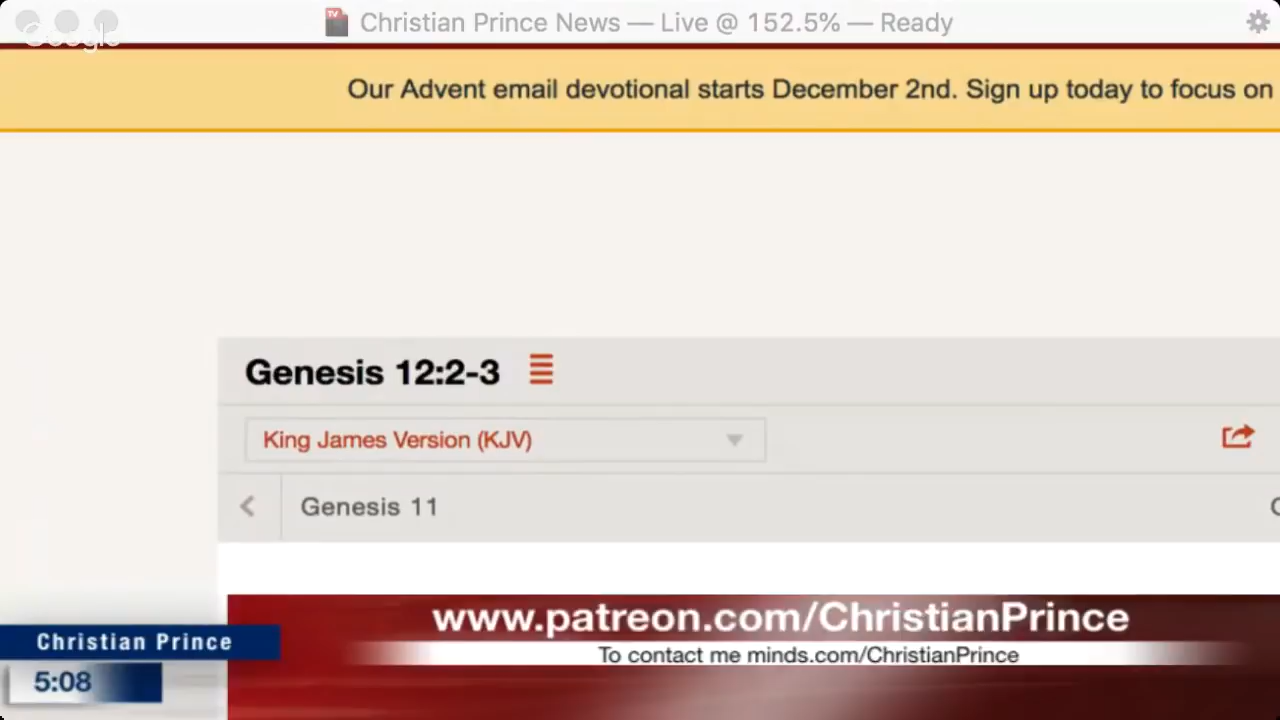 Christian Prince News — Live @ 152.5% — Ready
Google
Our Advent email devotional starts December 2nd. Sign up today to focus on
Genesis 12:2-3
King James Version (KJV)
Genesis 11
www.patreon.com/ChristianPrince
To contact me minds.com/ChristianPrince
Christian Prince
5:08